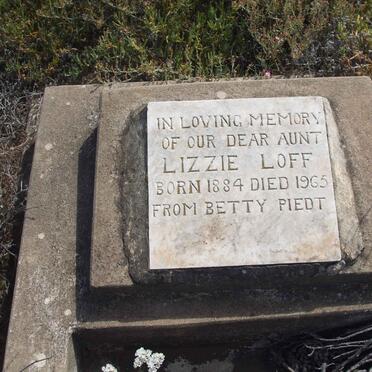 IN LOVING MEMORY
OF OUR DEAR AUNT
LIZZIE LOFF
BORN 1884 DIED 1965
FROM BETTY PIEDT